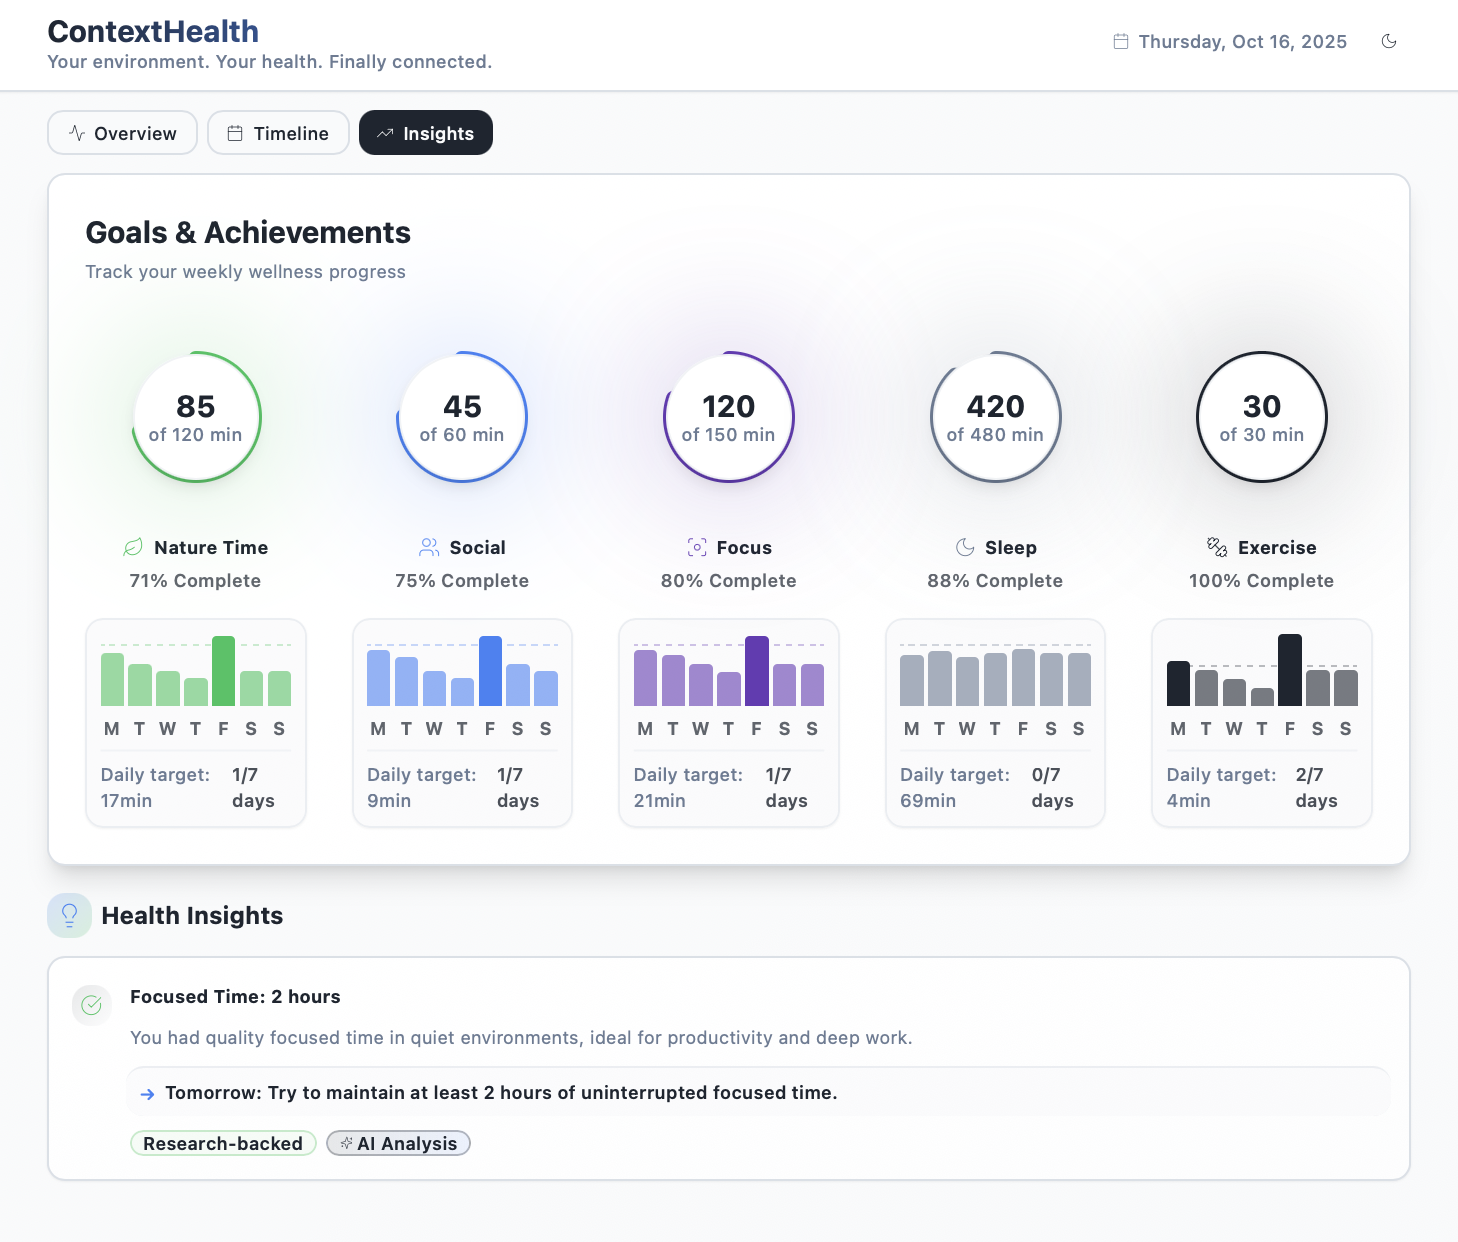 ContextHealth
Your environment. Your health. Finally connected.
Thursday, Oct 16, 2025
Overview
Timeline
Insights
Goals & Achievements
Track your weekly wellness progress
85
of 120 min
Nature Time
71% Complete
M T W T F S S
Daily target: 17min
1/7 days
45
of 60 min
Social
75% Complete
M T W T F S S
Daily target: 9min
1/7 days
120
of 150 min
Focus
80% Complete
M T W T F S S
Daily target: 21min
1/7 days
420
of 480 min
Sleep
88% Complete
M T W T F S S
Daily target: 69min
0/7 days
30
of 30 min
Exercise
100% Complete
M T W T F S S
Daily target: 4min
2/7 days
Health Insights
Focused Time: 2 hours
You had quality focused time in quiet environments, ideal for productivity and deep work.
Tomorrow: Try to maintain at least 2 hours of uninterrupted focused time.
Research-backed
AI Analysis